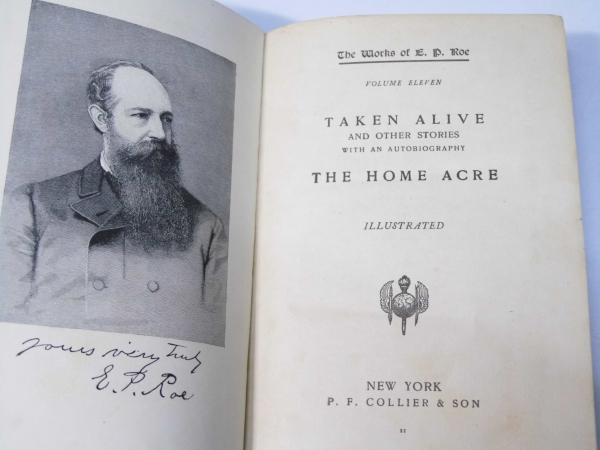 yours very truly
E. P. Roe
The Works of E. P. Roe
VOLUME ELEVEN
TAKEN ALIVE
AND OTHER STORIES
WITH AN AUTOBIOGRAPHY
THE HOME ACRE
ILLUSTRATED
NEW YORK
P. F. COLLIER & SON
11